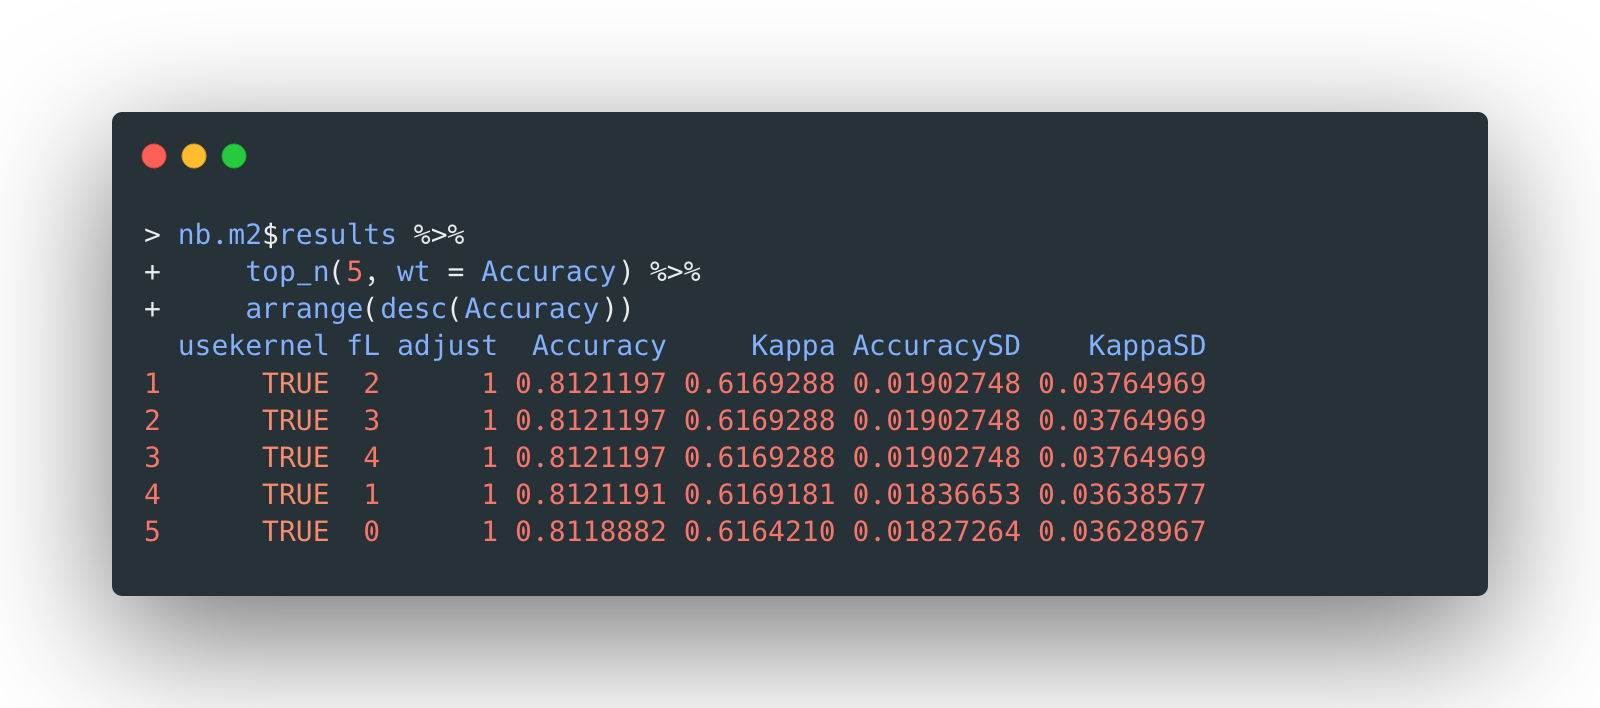 > nb.m2$results %>%
+     top_n(5, wt = Accuracy) %>%
+     arrange(desc(Accuracy))
  usekernel fL adjust  Accuracy     Kappa AccuracySD    KappaSD
1      TRUE  2      1 0.8121197 0.6169288 0.01902748 0.03764969
2      TRUE  3      1 0.8121197 0.6169288 0.01902748 0.03764969
3      TRUE  4      1 0.8121197 0.6169288 0.01902748 0.03764969
4      TRUE  1      1 0.8121191 0.6169181 0.01836653 0.03638577
5      TRUE  0      1 0.8118882 0.6164210 0.01827264 0.03628967